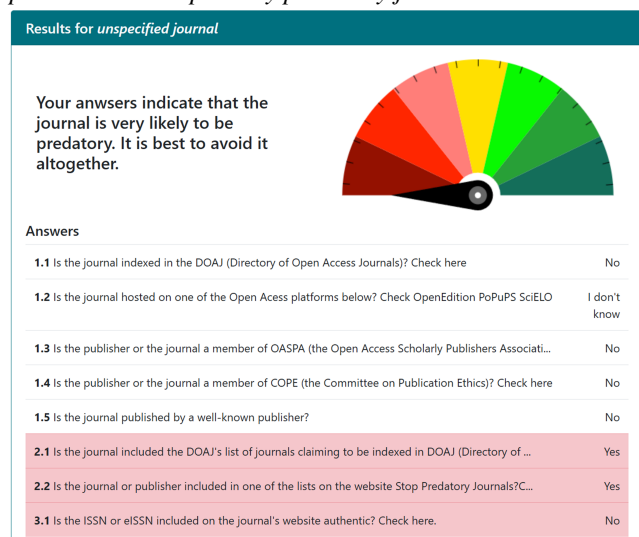 Results for unspecified journal
Your anwsers indicate that the
journal is very likely to be
predatory. It is best to avoid it
altogether.
Answers
1.1 Is the journal indexed in the DOAJ (Directory of Open Access Journals)? Check here No
1.2 Is the journal hosted on one of the Open Acess platforms below? Check OpenEdition PoPuPS SciELO I don't
know
1.3 Is the publisher or the journal a member of OASPA (the Open Access Scholarly Publishers Associati... No
1.4 Is the publisher or the journal a member of COPE (the Committee on Publication Ethics)? Check here No
1.5 Is the journal published by a well-known publisher? No
2.1 Is the journal included the DOAJ's list of journals claiming to be indexed in DOAJ (Directory of ... Yes
2.2 Is the journal or publisher included in one of the lists on the website Stop Predatory Journals?C... Yes
3.1 Is the ISSN or eISSN included on the journal's website authentic? Check here. No